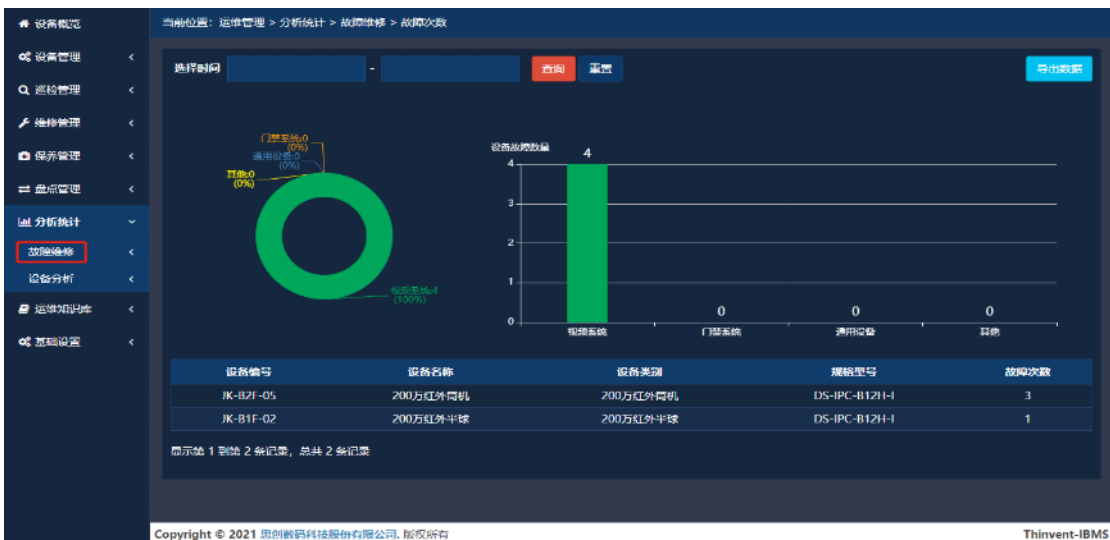 设备概览
当前位置：运维管理 > 分析统计 > 故障维修 > 故障次数
设备管理
巡检管理
维修管理
保养管理
盘点管理
分析统计
故障维修
设备分析
运维知识库
基础设置
选择时间 - 查询 重置 导出数据
门禁系统:0
(0%)
通用设备:0
(0%)
其他:0
(0%)
视频系统:4
(100%)
设备故障数量
4
3
2
1
0
4 0 0 0
视频系统 门禁系统 通用设备 其他
设备编号 设备名称 设备类别 规格型号 故障次数
JK-B2F-05 200万红外筒机 200万红外筒机 DS-IPC-B12H-I 3
JK-B1F-02 200万红外半球 200万红外半球 DS-IPC-B12H-I 1
显示第 1 到第 2 条记录，总共 2 条记录
Copyright © 2021 思创数码科技股份有限公司. 版权所有 Thinvent-IBMS